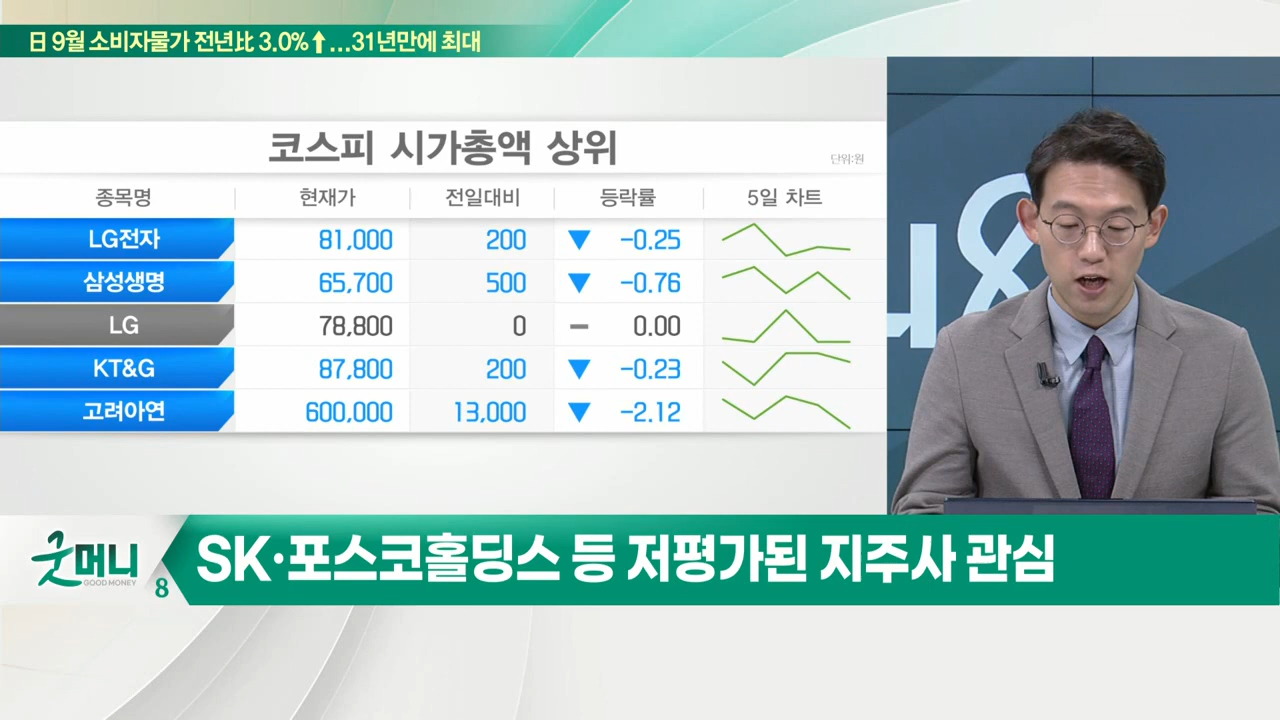 日 9월 소비자물가 전년比 3.0%⬆…31년만에 최대
코스피 시가총액 상위
단위:원
종목명 현재가 전일대비 등락률 5일 차트
LG전자 81,000 200 ▼ -0.25
삼성생명 65,700 500 ▼ -0.76
LG 78,800 0 - 0.00
KT&G 87,800 200 ▼ -0.23
고려아연 600,000 13,000 ▼ -2.12
굿머니
GOOD MONEY
8
SK·포스코홀딩스 등 저평가된 지주사 관심